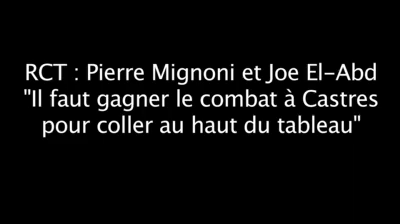 RCT : Pierre Mignoni et Joe El-Abd
"Il faut gagner le combat à Castres
pour coller au haut du tableau"